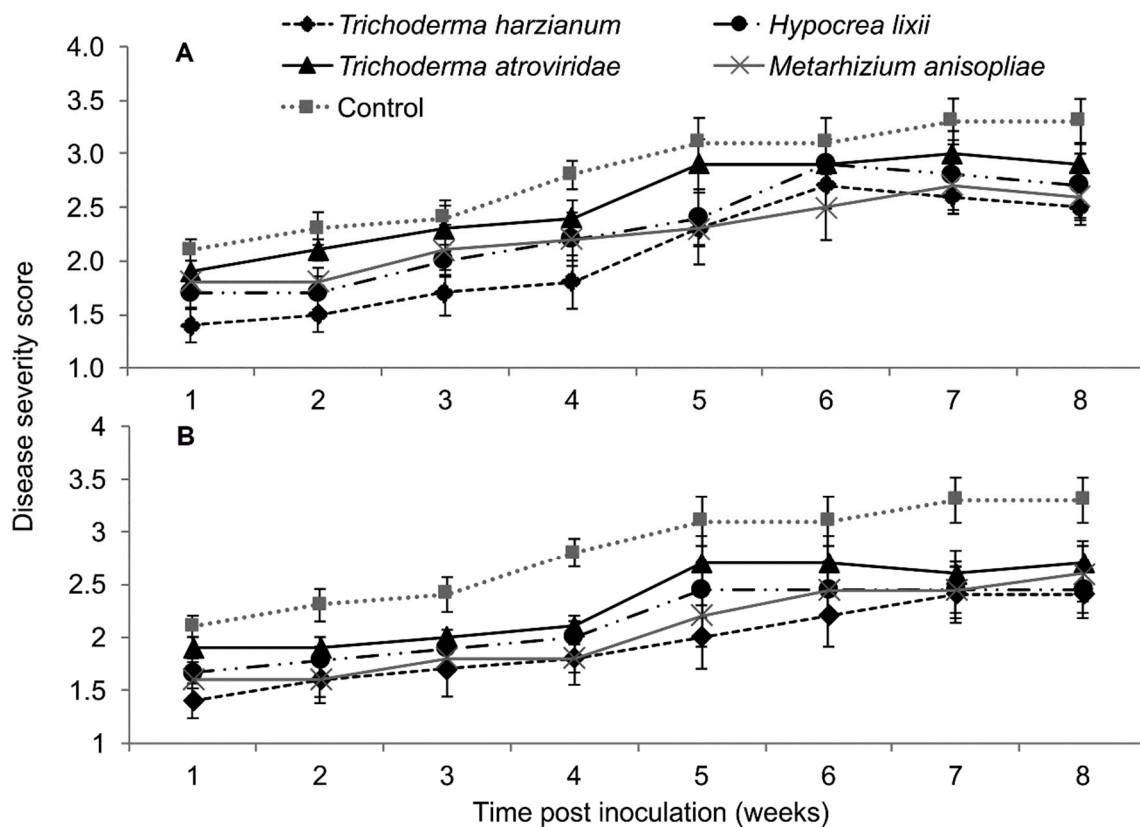 Trichoderma harzianum Hypocrea lixii
A
Trichoderma atroviridae Metarhizium anisopliae
Control
4.0
3.5
3.0
2.5
2.0
1.5
1.0
1 2 3 4 5 6 7 8
Disease severity score
B
4
3.5
3
2.5
2
1.5
1
1 2 3 4 5 6 7 8
Time post inoculation (weeks)